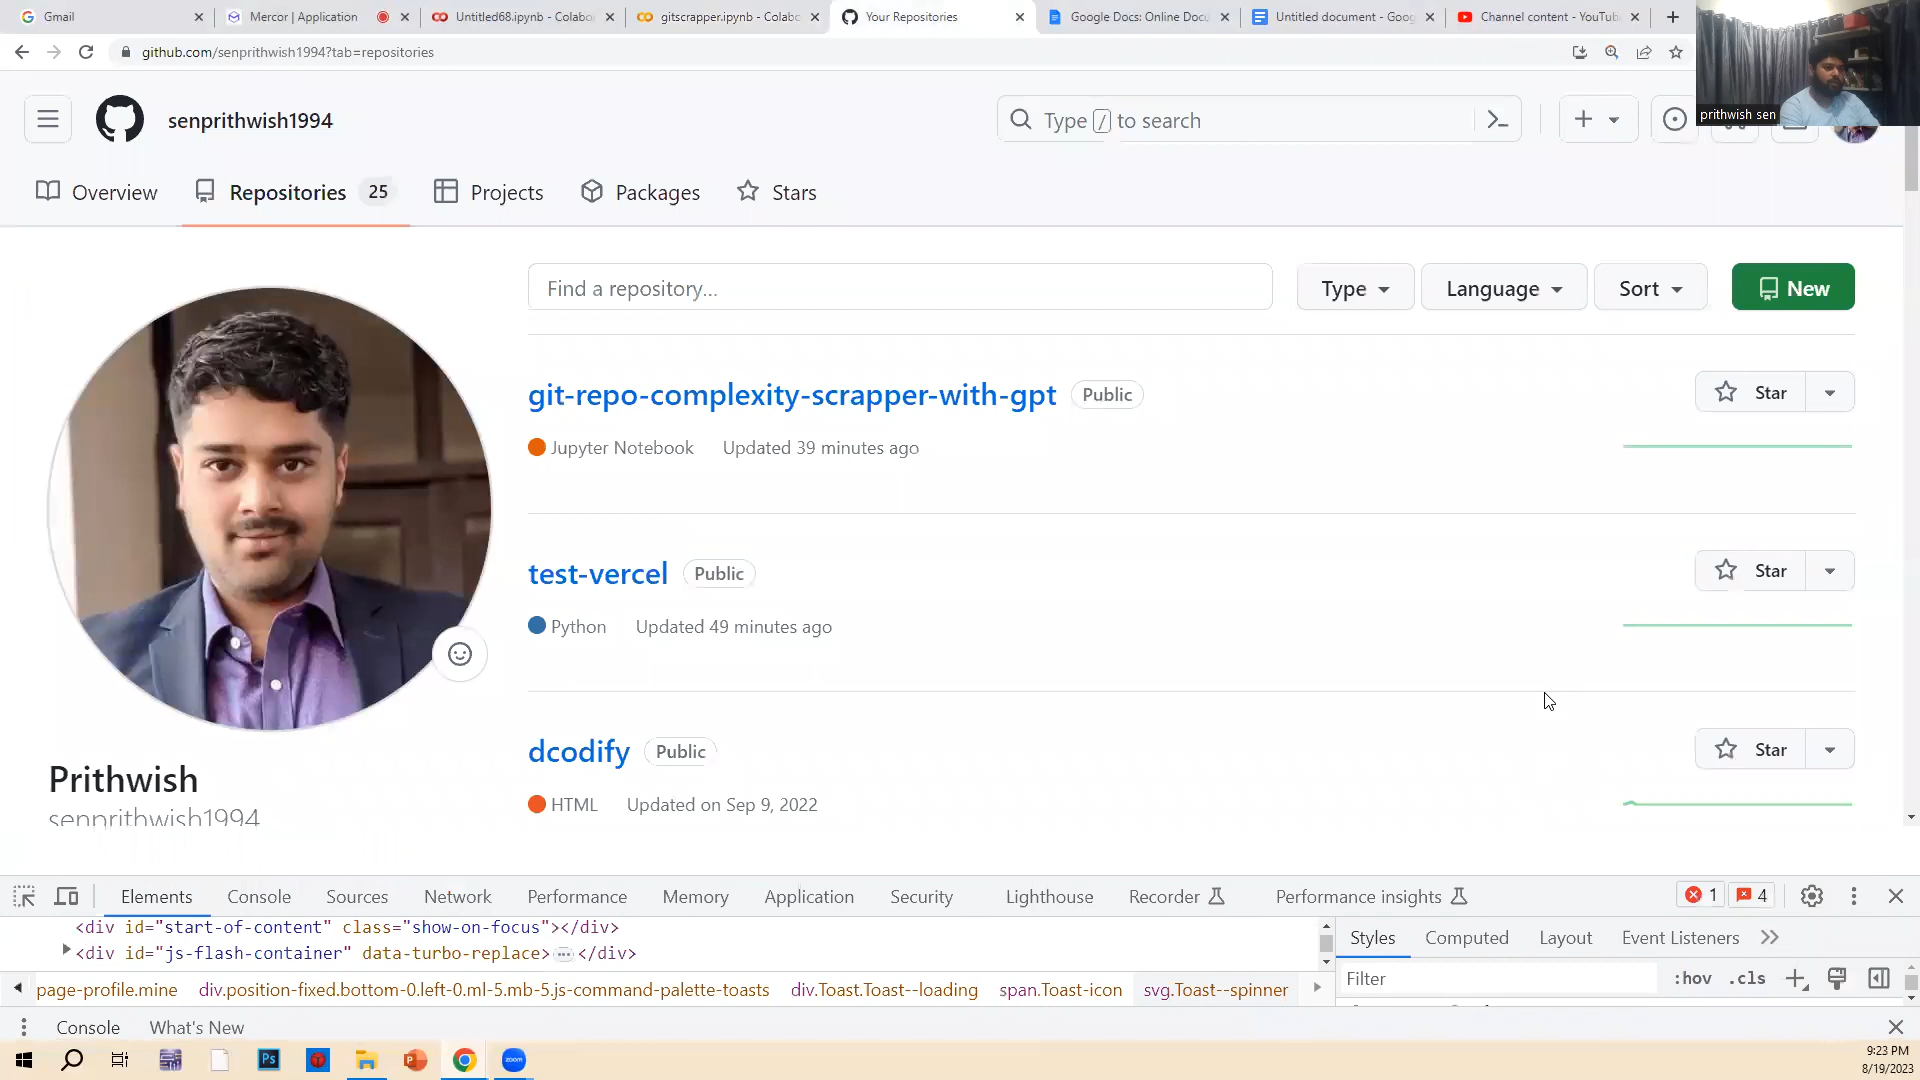 Gmail
Mercor | Application
Untitled68.ipynb - Colabo
gitscrapper.ipynb - Colabo
Your Repositories
Google Docs: Online Docu
Untitled document - Goog
Channel content - YouTub
github.com/senprithwish1994?tab=repositories
prithwish sen
senprithwish1994
Type / to search
Overview
Repositories 25
Projects
Packages
Stars
Find a repository...
Type
Language
Sort
New
git-repo-complexity-scrapper-with-gpt Public
Star
Jupyter Notebook Updated 39 minutes ago
test-vercel Public
Star
Python Updated 49 minutes ago
dcodify Public
Star
HTML Updated on Sep 9, 2022
Prithwish
senprithwish1994
Elements Console Sources Network Performance Memory Application Security Lighthouse Recorder Performance insights 1 4
<div id="start-of-content" class="show-on-focus"></div>
<div id="js-flash-container" data-turbo-replace>…</div>
page-profile.mine div.position-fixed.bottom-0.left-0.ml-5.mb-5.js-command-palette-toasts div.Toast.Toast--loading span.Toast-icon svg.Toast--spinner
Styles Computed Layout Event Listeners
Filter :hov .cls
Console What's New
Ps
P
zoom
9:23 PM
8/19/2023